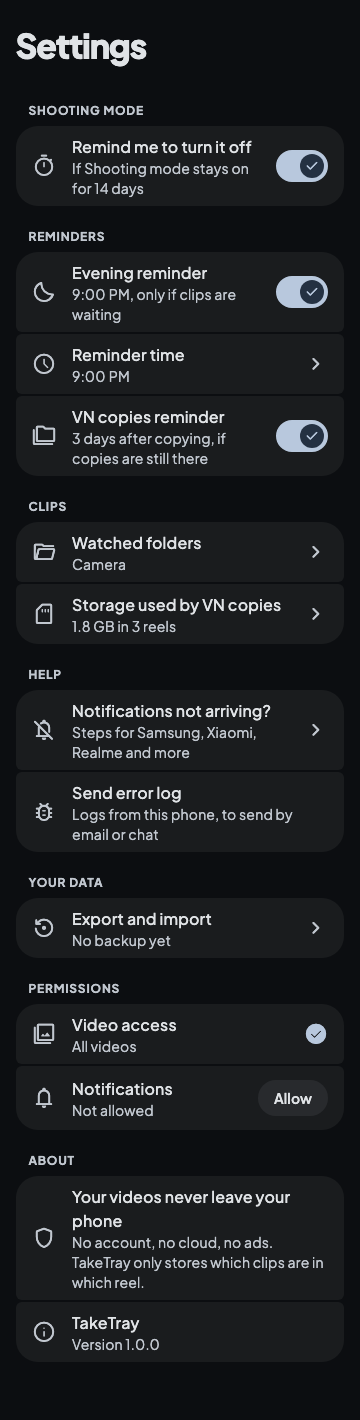 Settings
SHOOTING MODE
Remind me to turn it off
If Shooting mode stays on
for 14 days
REMINDERS
Evening reminder
9:00 PM, only if clips are
waiting
Reminder time
9:00 PM
VN copies reminder
3 days after copying, if
copies are still there
CLIPS
Watched folders
Camera
Storage used by VN copies
1.8 GB in 3 reels
HELP
Notifications not arriving?
Steps for Samsung, Xiaomi,
Realme and more
Send error log
Logs from this phone, to send by
email or chat
YOUR DATA
Export and import
No backup yet
PERMISSIONS
Video access
All videos
Notifications
Not allowed
Allow
ABOUT
Your videos never leave your
phone
No account, no cloud, no ads.
TakeTray only stores which clips are in
which reel.
TakeTray
Version 1.0.0